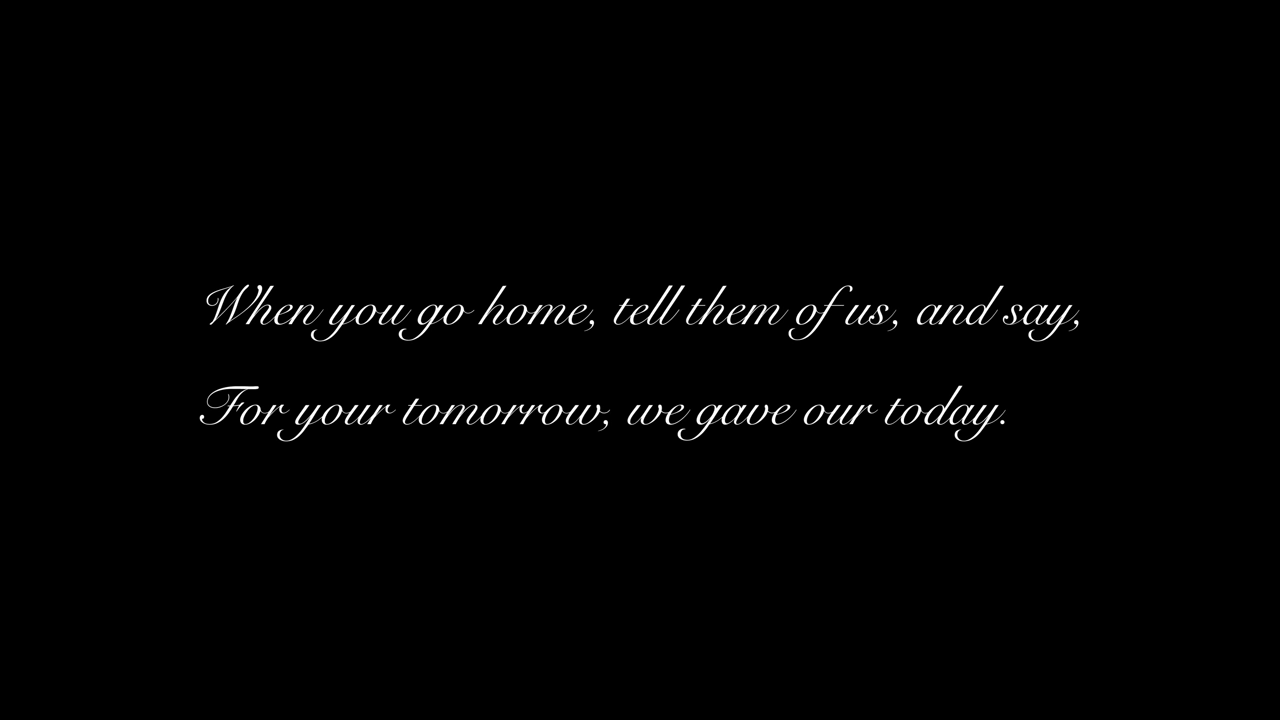 When you go home, tell them of us, and say,
For your tomorrow, we gave our today.